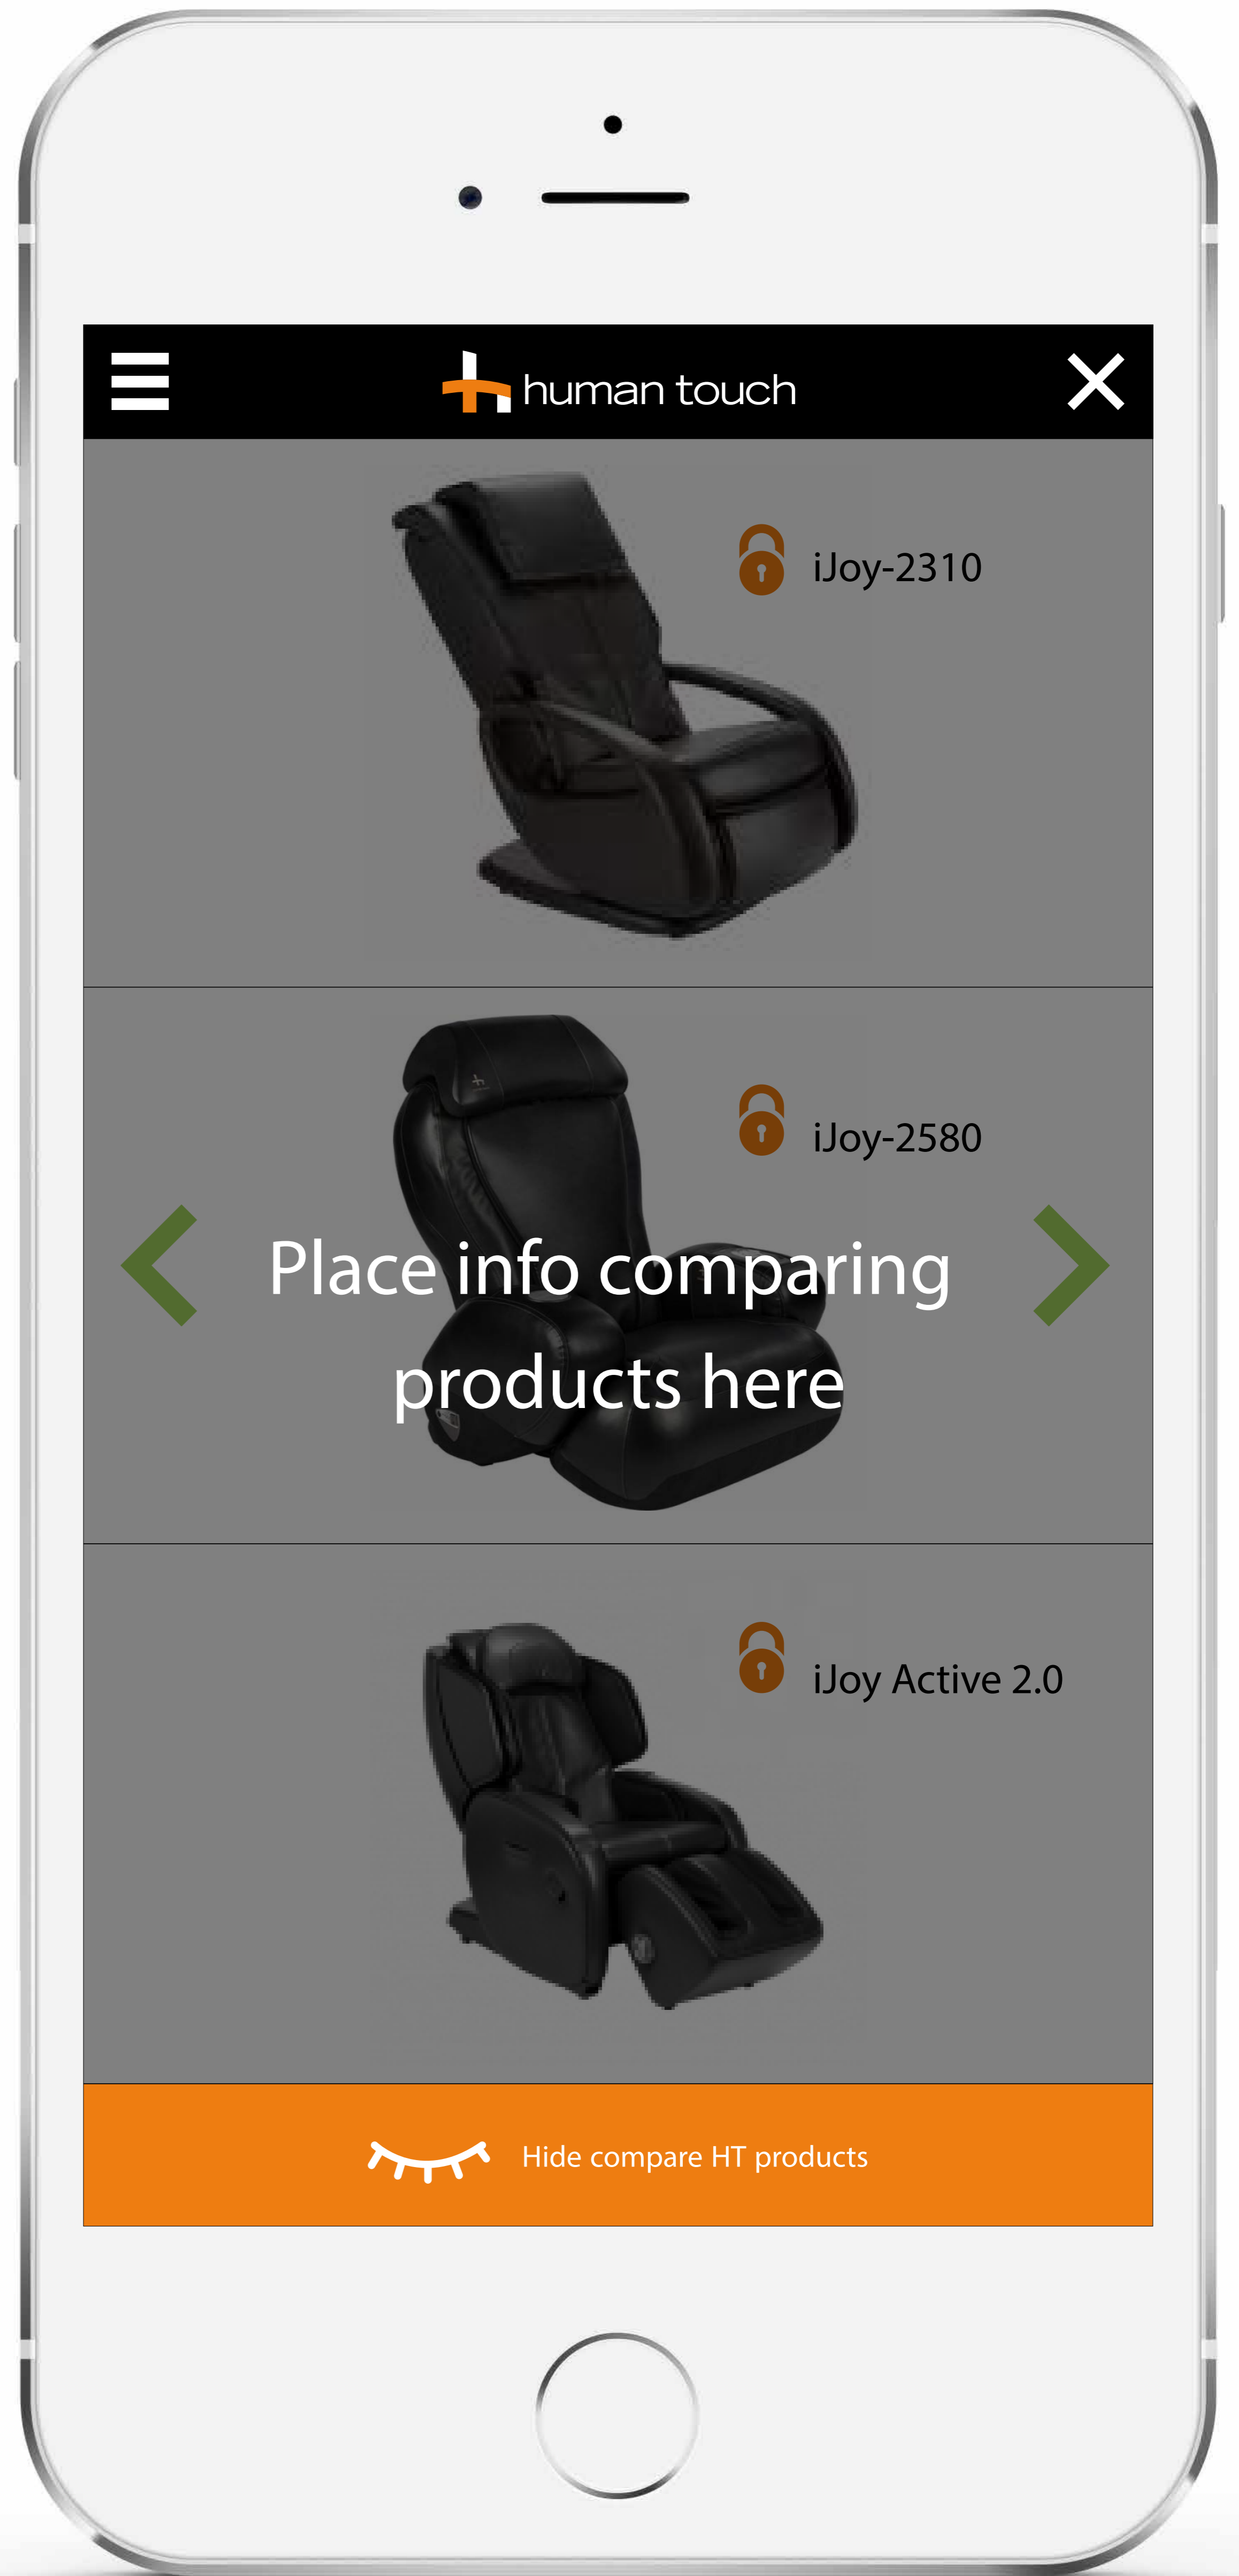 human touch
iJoy-2310
iJoy-2580
Place info comparing
products here
iJoy Active 2.0
Hide compare HT products